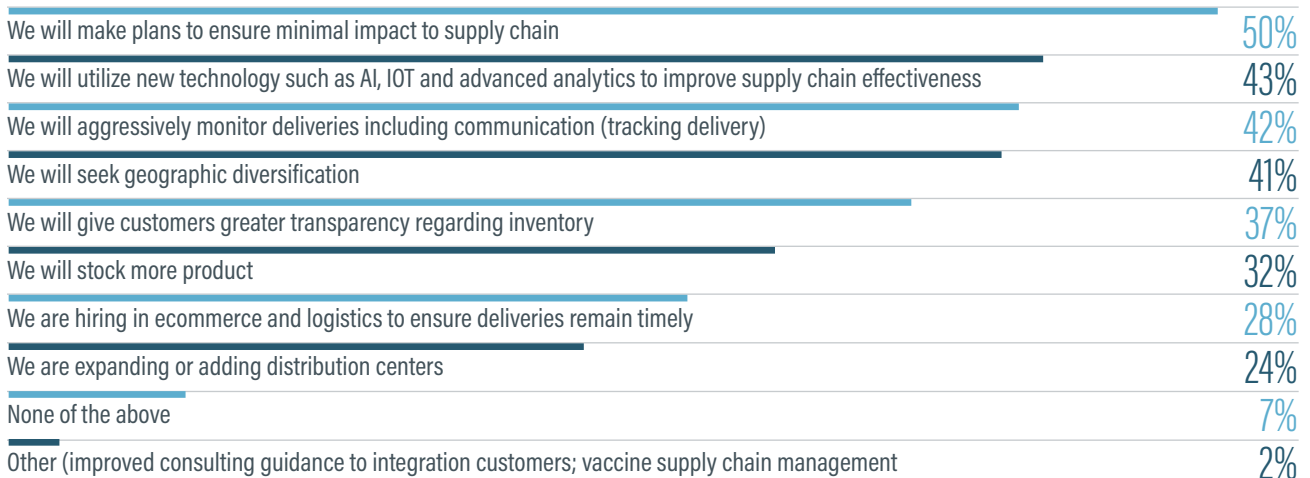 We will make plans to ensure minimal impact to supply chain 50%
We will utilize new technology such as AI, IOT and advanced analytics to improve supply chain effectiveness 43%
We will aggressively monitor deliveries including communication (tracking delivery) 42%
We will seek geographic diversification 41%
We will give customers greater transparency regarding inventory 37%
We will stock more product 32%
We are hiring in ecommerce and logistics to ensure deliveries remain timely 28%
We are expanding or adding distribution centers 24%
None of the above 7%
Other (improved consulting guidance to integration customers; vaccine supply chain management 2%